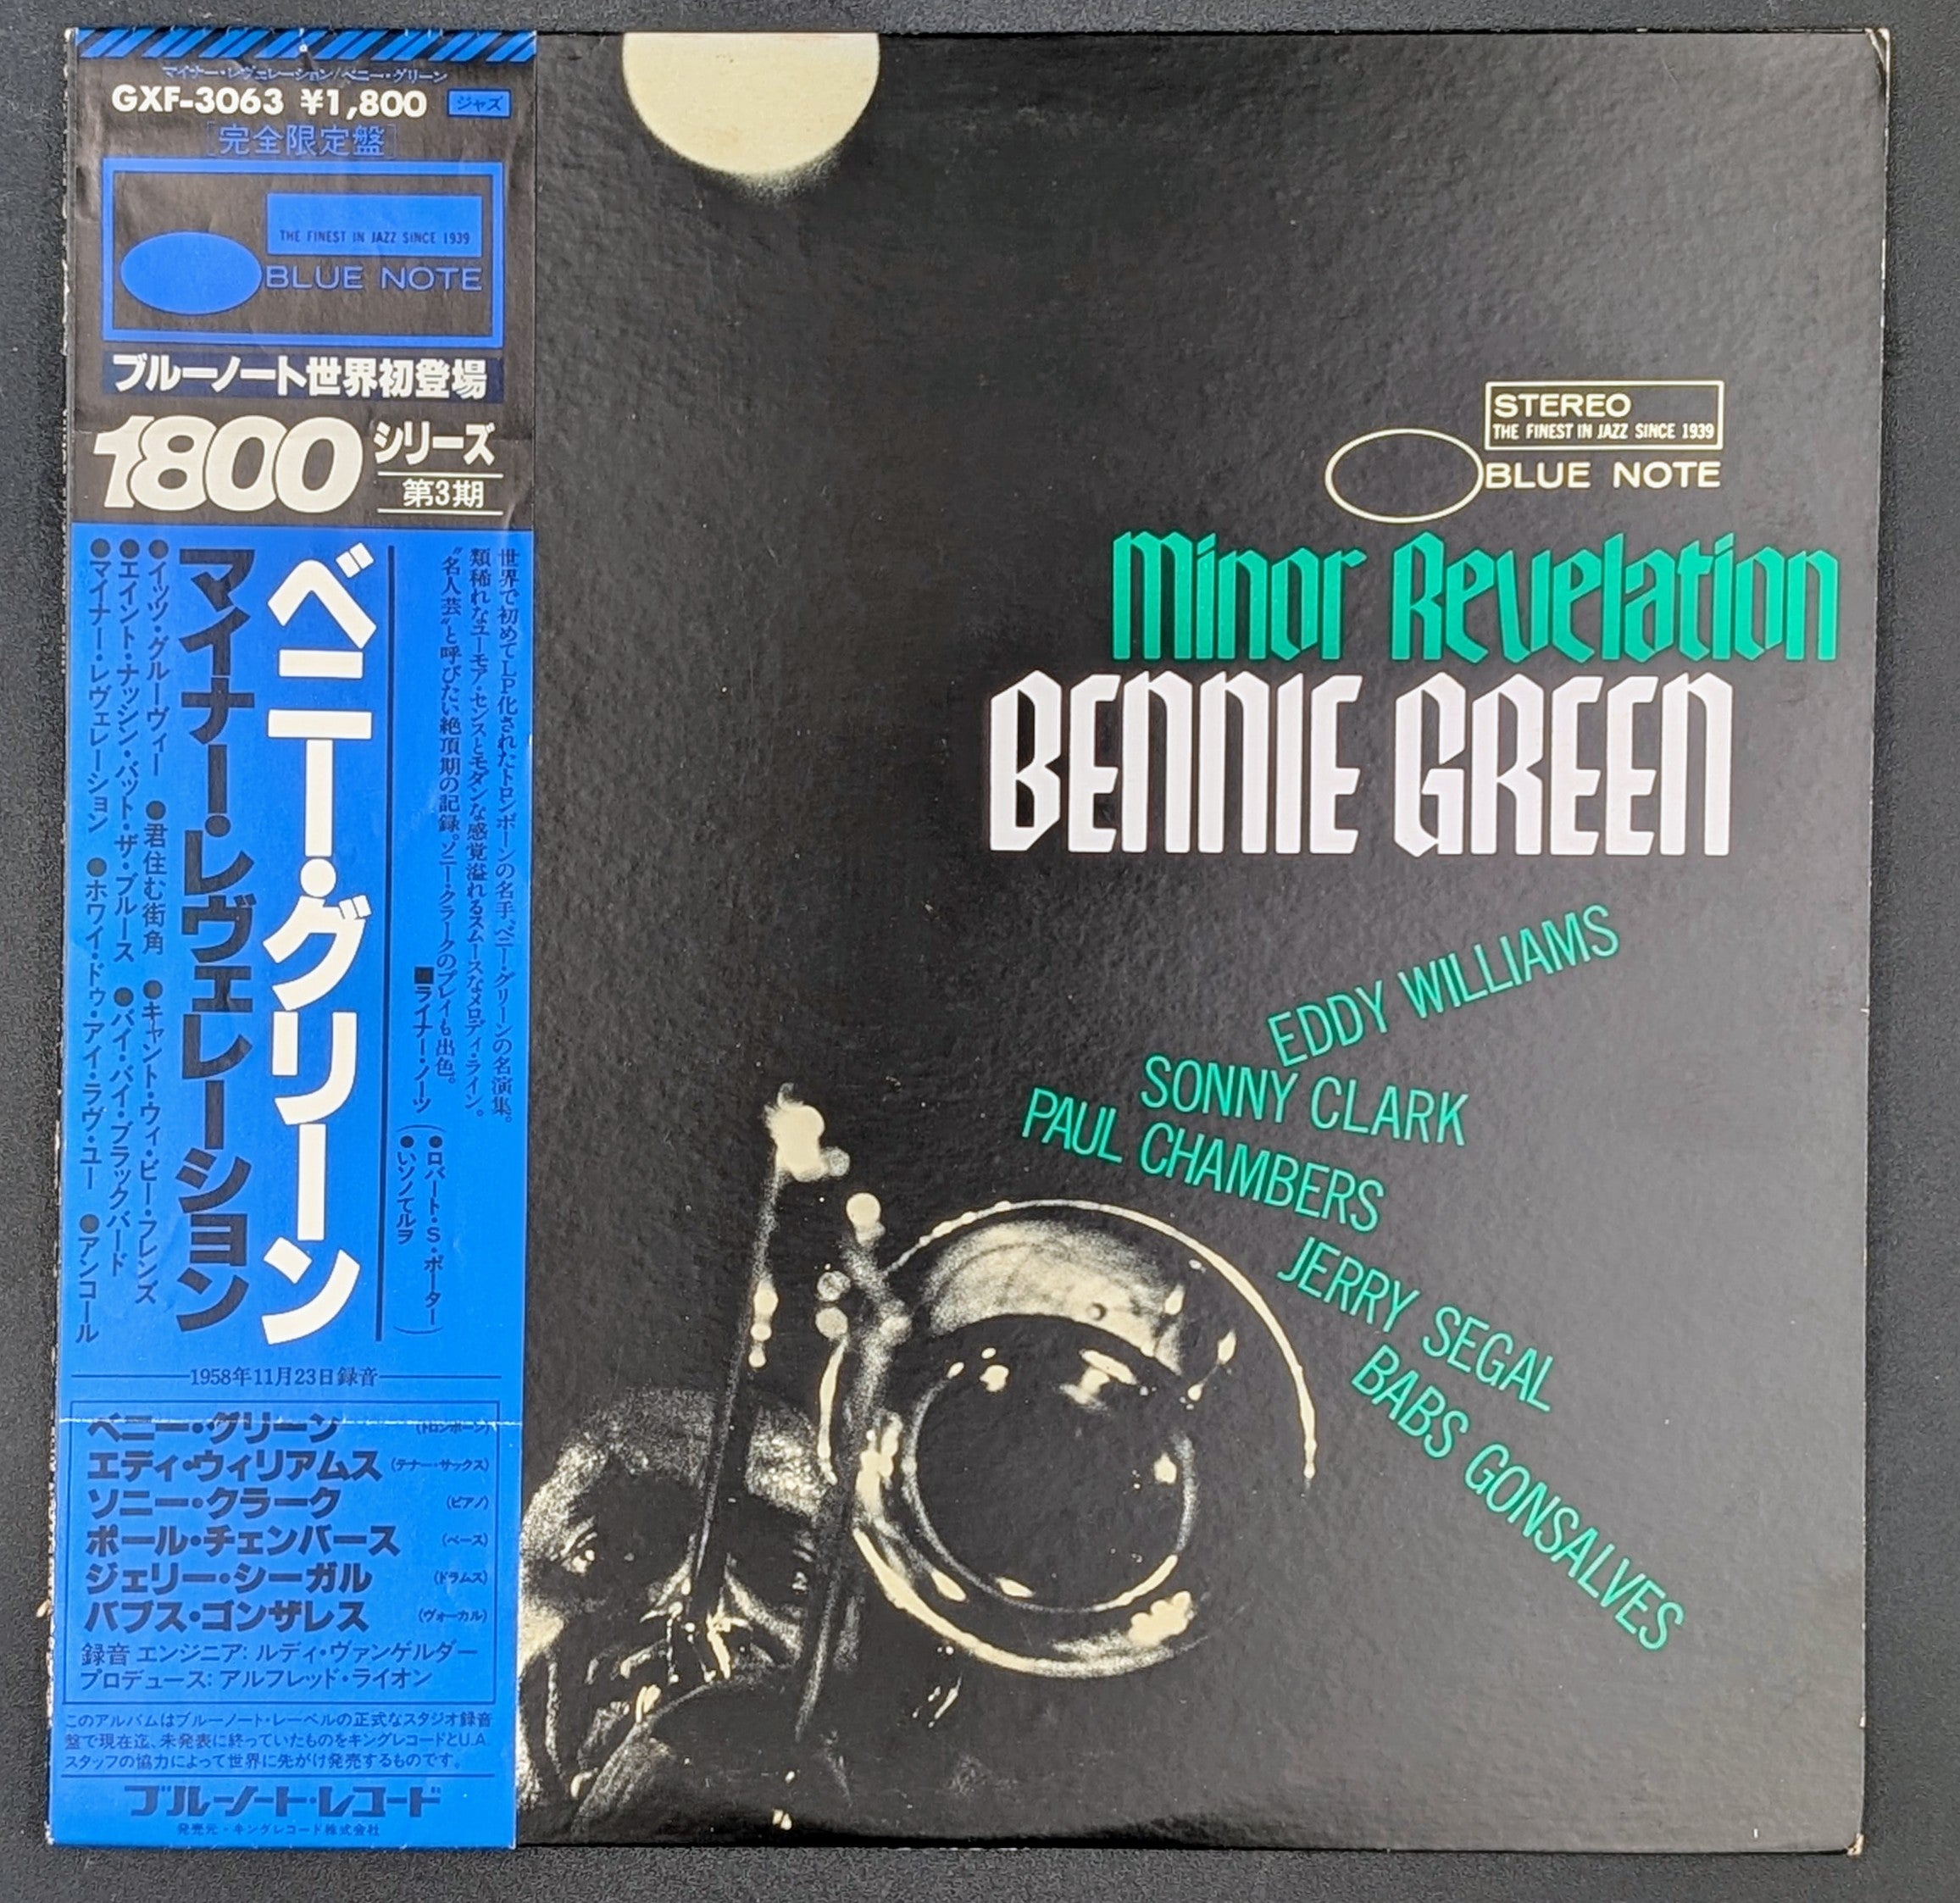 マイナー・レヴェレーション/ベニー・グリーン
GXF-3063 ¥1,800 ジャズ
[完全限定盤]
THE FINEST IN JAZZ SINCE 1939
BLUE NOTE
ブルーノート世界初登場
1800 シリーズ
第3期
世界で初めてLP化されたトロンボーンの名手、ベニー・グリーンの名演集。
類稀れなユーモア・センスとモダンな感覚溢れるスムースなメロディ・ライン。
“名人芸”と呼びたい絶頂期の記録。ソニー・クラークのプレイも出色。
■ライナー・ノーツ
(●ロバート・S・ポーター
●いソノてルヲ)
ベニー・グリーン
マイナー・レヴェレーション
●イッツ・グルーヴィー ●君住む街角 ●キャント・ウィ・ビー・フレンズ
●エイント・ナッシン・バット・ザ・ブルース ●バイ・バイ・ブラックバード
●マイナー・レヴェレーション ●ホワイ・ドゥ・アイ・ラヴ・ユー ●アンコール
1958年11月23日録音
ベニー・グリーン (トロンボーン)
エディ・ウィリアムス (テナー・サックス)
ソニー・クラーク (ピアノ)
ポール・チェンバース (ベース)
ジェリー・シーガル (ドラムス)
バブス・ゴンザレス (ヴォーカル)
録音 エンジニア: ルディ・ヴァンゲルダー
プロデュース: アルフレッド・ライオン
このアルバムはブルーノート・レーベルの正式なスタジオ録音
盤で現在迄、未発表に終っていたものをキングレコードとU.A.
スタッフの協力によって世界に先がけ発売するものです。
ブルーノート・レコード
発売元・キングレコード株式会社
STEREO
THE FINEST IN JAZZ SINCE 1939
BLUE NOTE
Minor Revelation
BENNIE GREEN
EDDY WILLIAMS
SONNY CLARK
PAUL CHAMBERS
JERRY SEGAL
BABS GONSALVES